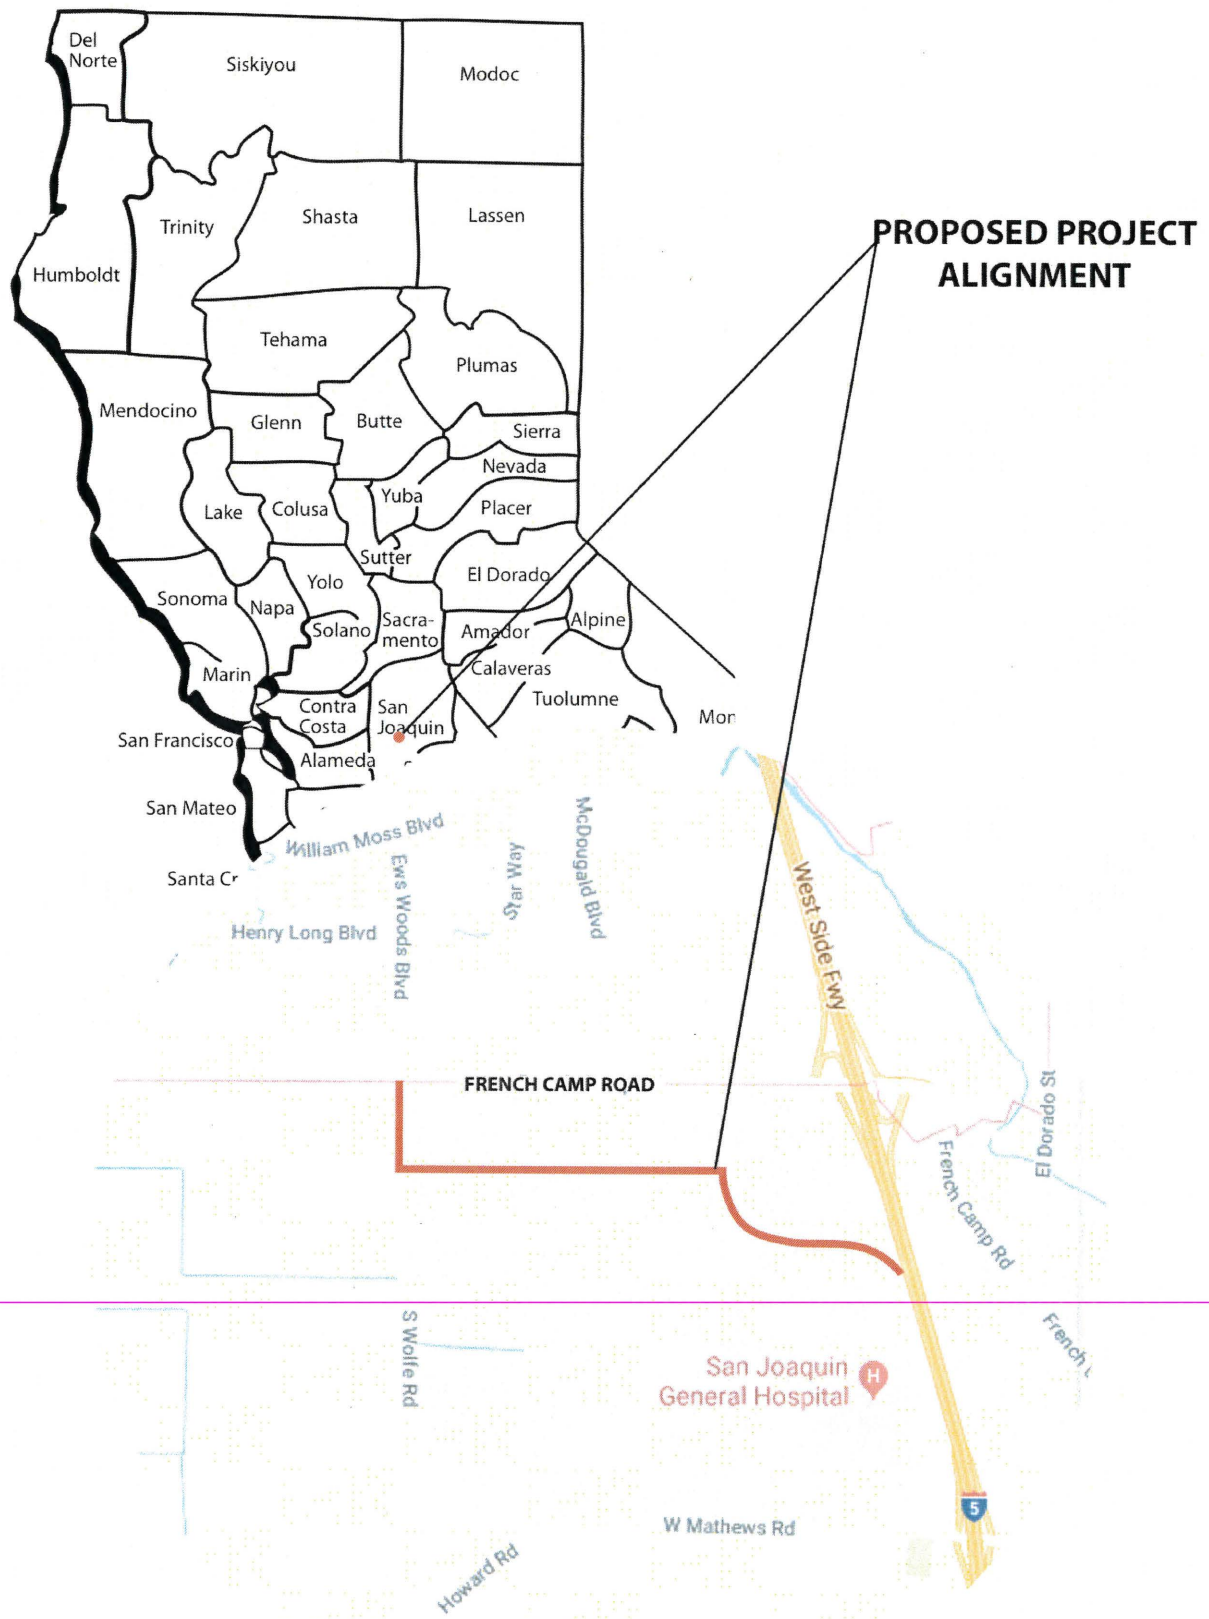 Del
Norte
Siskiyou
Modoc
Trinity
Shasta
Lassen
PROPOSED PROJECT
ALIGNMENT
Humboldt
Tehama
Plumas
Mendocino
Glenn
Butte
Sierra
Nevada
Yuba
Placer
Lake
Colusa
Sutter
El Dorado
Yolo
Sonoma
Napa
Solano
Sacra-
mento
Amador
Alpine
Marin
Calaveras
Contra
Costa
San
Joaquin
Tuolumne
Mon
San Francisco
Alameda
San Mateo
William Moss Blvd
McDougald Blvd
Star Way
Ews Woods Blvd
West Side Fwy
Santa Cr
Henry Long Blvd
FRENCH CAMP ROAD
El Dorado St
French Camp Rd
S Wolfe Rd
French
San Joaquin
General Hospital
H
5
W Mathews Rd
Howard Rd